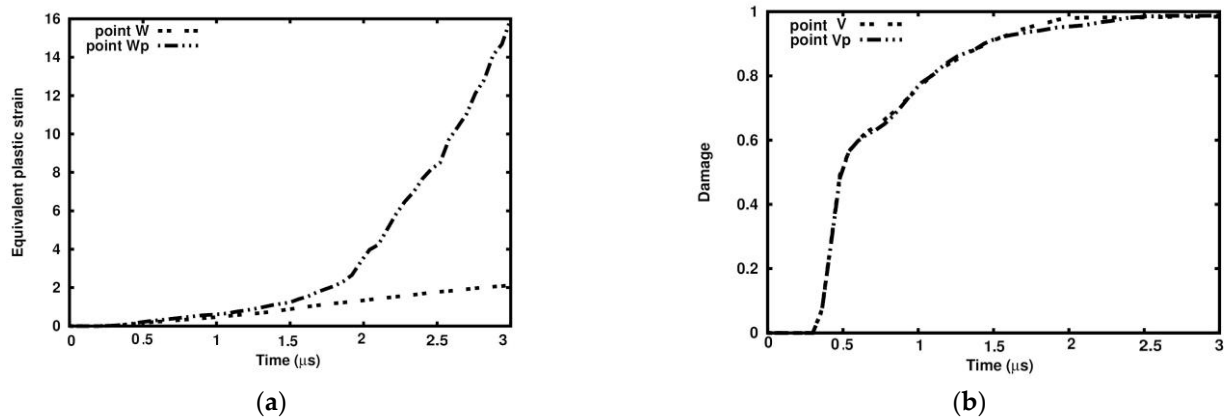 point W
point Wp
16
14
12
10
8
6
4
2
0
Equivalent plastic strain
0 0.5 1 1.5 2 2.5 3
Time (μs)
(a)
point V
point Vp
1
0.8
0.6
0.4
0.2
0
Damage
0 0.5 1 1.5 2 2.5 3
Time (μs)
(b)